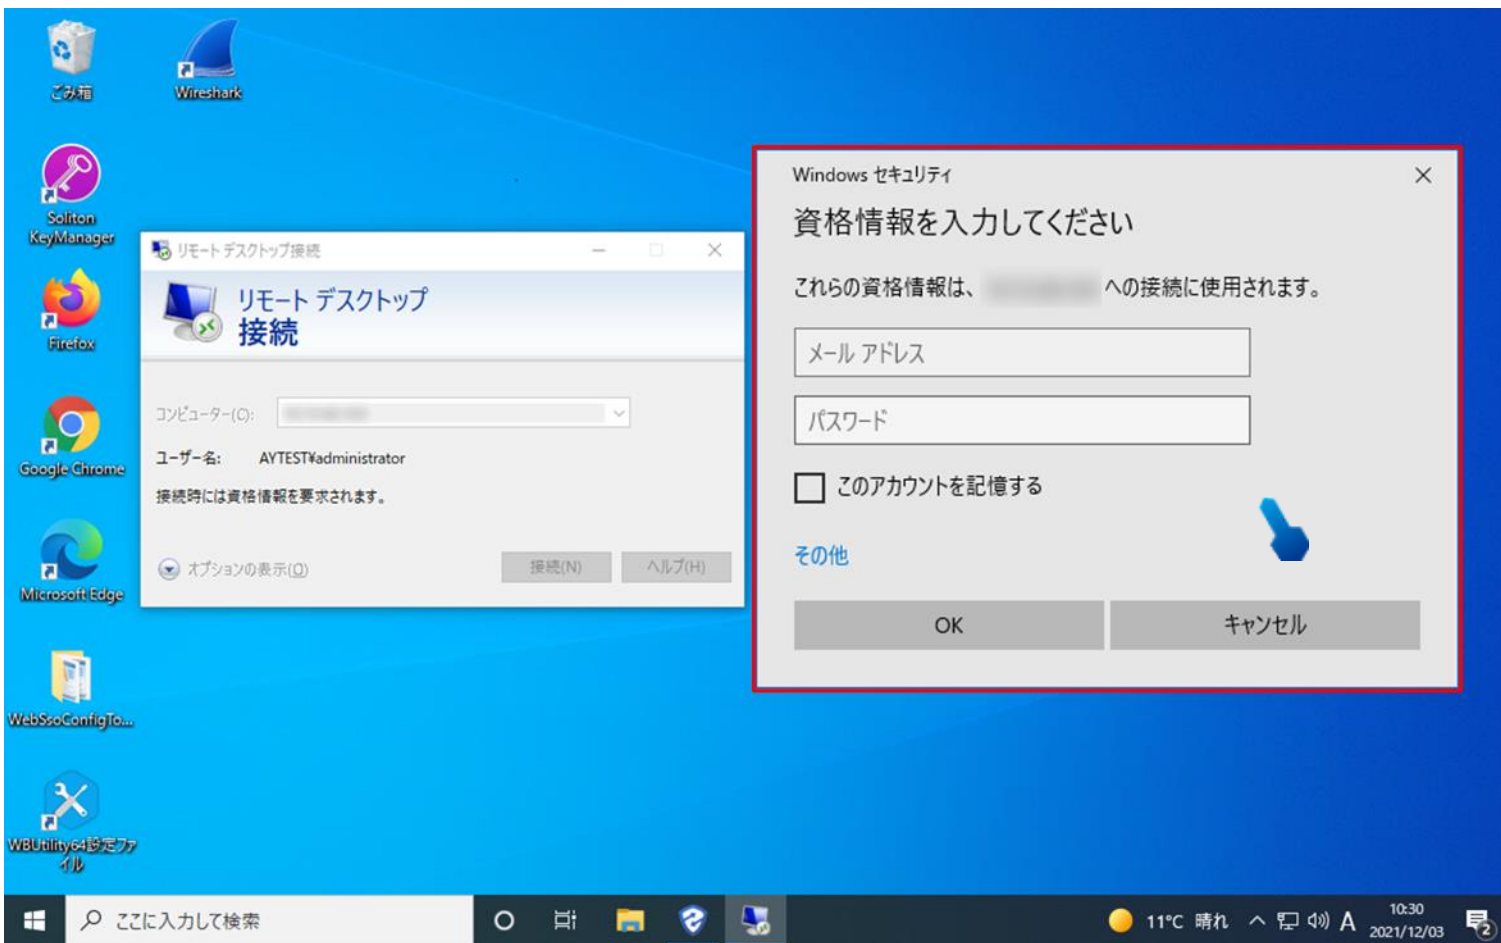 ごみ箱
Wireshark
Soliton
KeyManager
Firefox
Google Chrome
Microsoft Edge
WebSsoConfigTo...
WBUtility64設定ファ
イル
リモート デスクトップ接続
リモート デスクトップ
接続
コンピューター(C):
ユーザー名: AYTEST¥administrator
接続時には資格情報を要求されます。
オプションの表示(O)
接続(N)
ヘルプ(H)
Windows セキュリティ
資格情報を入力してください
これらの資格情報は、 への接続に使用されます。
メール アドレス
パスワード
このアカウントを記憶する
その他
OK
キャンセル
ここに入力して検索
11°C 晴れ
A
10:30
2021/12/03
2